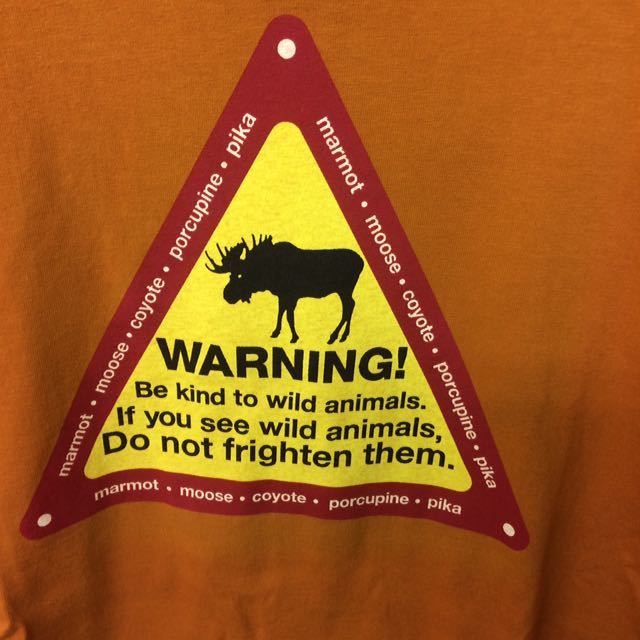 marmot • moose • coyote • porcupine • pika
marmot • moose • coyote • porcupine • pika
WARNING!
Be kind to wild animals.
If you see wild animals,
Do not frighten them.
marmot • moose • coyote • porcupine • pika